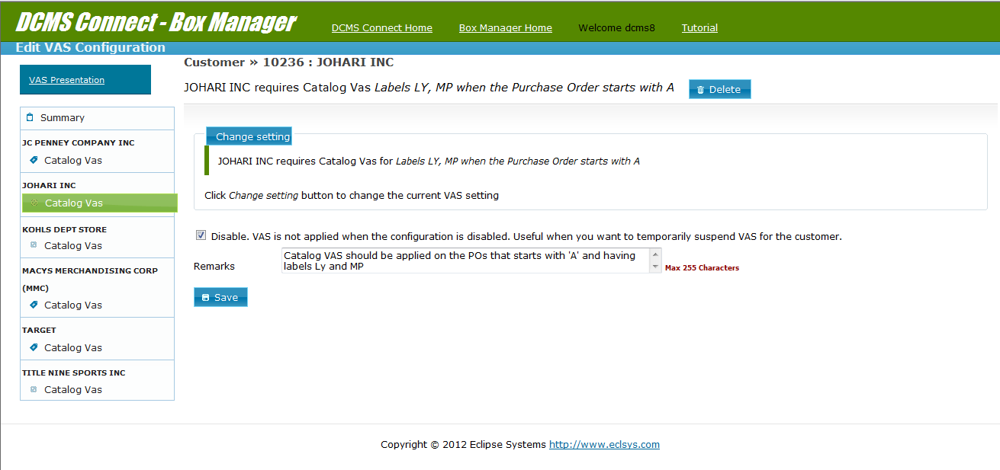 DCMS Connect - Box Manager
DCMS Connect Home
Box Manager Home
Welcome dcms8
Tutorial
Edit VAS Configuration
VAS Presentation
Summary
JC PENNEY COMPANY INC
Catalog Vas
JOHARI INC
Catalog Vas
KOHLS DEPT STORE
Catalog Vas
MACYS MERCHANDISING CORP
(MMC)
Catalog Vas
TARGET
Catalog Vas
TITLE NINE SPORTS INC
Catalog Vas
Customer » 10236 : JOHARI INC
JOHARI INC requires Catalog Vas Labels LY, MP when the Purchase Order starts with A
Delete
Change setting
JOHARI INC requires Catalog Vas for Labels LY, MP when the Purchase Order starts with A
Click Change setting button to change the current VAS setting
Disable. VAS is not applied when the configuration is disabled. Useful when you want to temporarily suspend VAS for the customer.
Remarks
Catalog VAS should be applied on the POs that starts with 'A' and having
labels Ly and MP
Max 255 Characters
Save
Copyright © 2012 Eclipse Systems http://www.eclsys.com